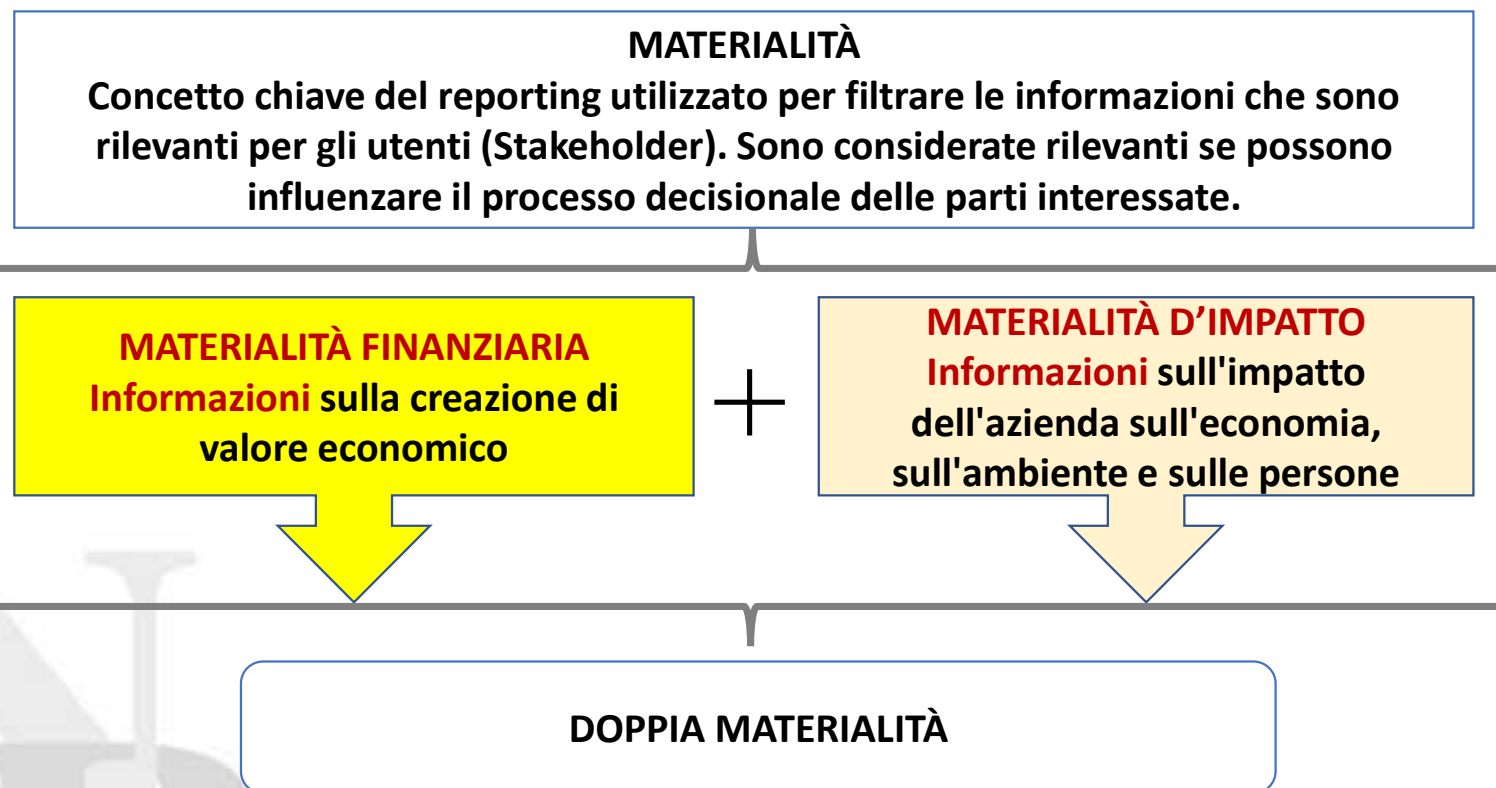 MATERIALITÀ
Concetto chiave del reporting utilizzato per filtrare le informazioni che sono
rilevanti per gli utenti (Stakeholder). Sono considerate rilevanti se possono
influenzare il processo decisionale delle parti interessate.
MATERIALITÀ FINANZIARIA
Informazioni sulla creazione di
valore economico
+
MATERIALITÀ D’IMPATTO
Informazioni sull'impatto
dell'azienda sull'economia,
sull'ambiente e sulle persone
DOPPIA MATERIALITÀ